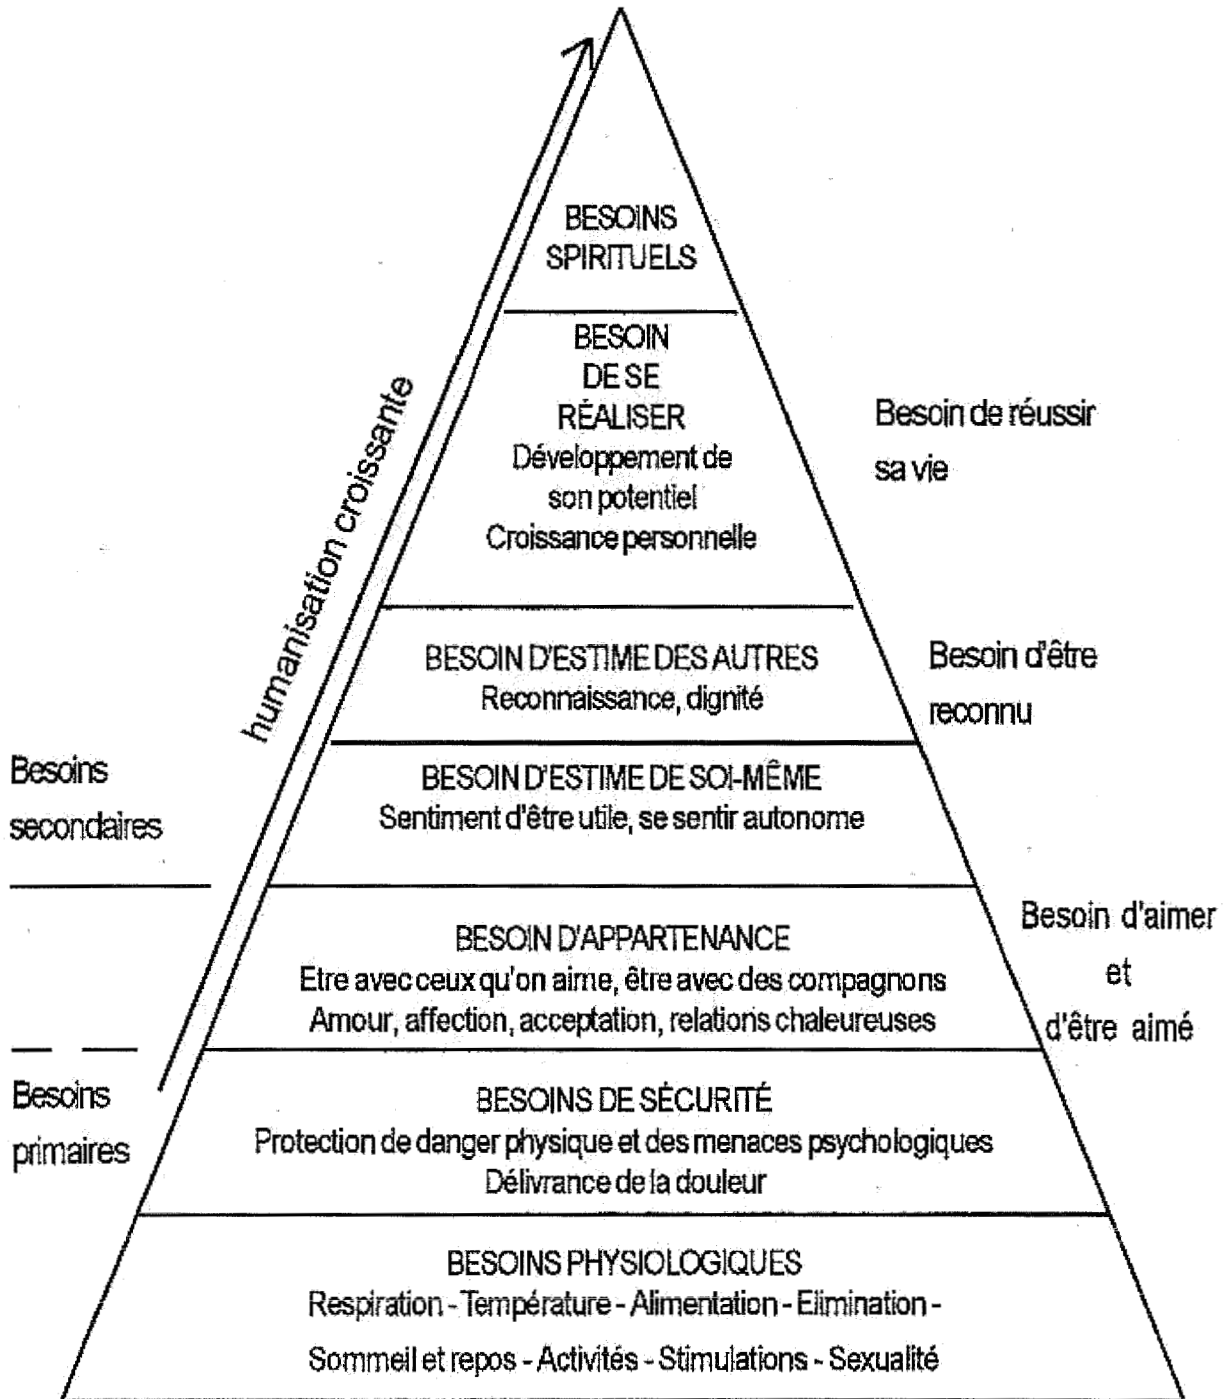 BESOINS
SPIRITUELS
BESOIN
DE SE
RÉALISER
Développement de
son potentiel
Croissance personnelle
Besoin de réussir
sa vie
humanisation croissante
BESOIN D'ESTIME DES AUTRES
Reconnaissance, dignité
Besoin d'être
reconnu
Besoins
secondaires
BESOIN D'ESTIME DE SOI-MÊME
Sentiment d'être utile, se sentir autonome
BESOIN D'APPARTENANCE
Etre avec ceux qu'on aime, être avec des compagnons
Amour, affection, acceptation, relations chaleureuses
Besoin d'aimer
et
d'être aimé
Besoins
primaires
BESOINS DE SÉCURITÉ
Protection de danger physique et des menaces psychologiques
Délivrance de la douleur
BESOINS PHYSIOLOGIQUES
Respiration - Température - Alimentation - Elimination -
Sommeil et repos - Activités - Stimulations - Sexualité